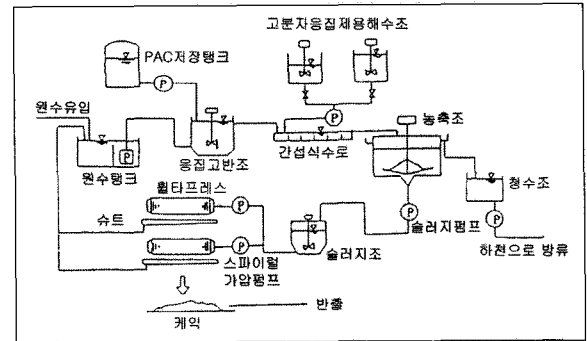 고분자응집제용해수조
PAC저장탱크
P
P
원수유입
농축조
P
원수탱크
응집고반조
간섭식수로
청수조
휠타프레스
P
P
슬러지펌프
P
슈트
하천으로 방류
P
슬러지조
스파이럴
가압펌프
반출
케익